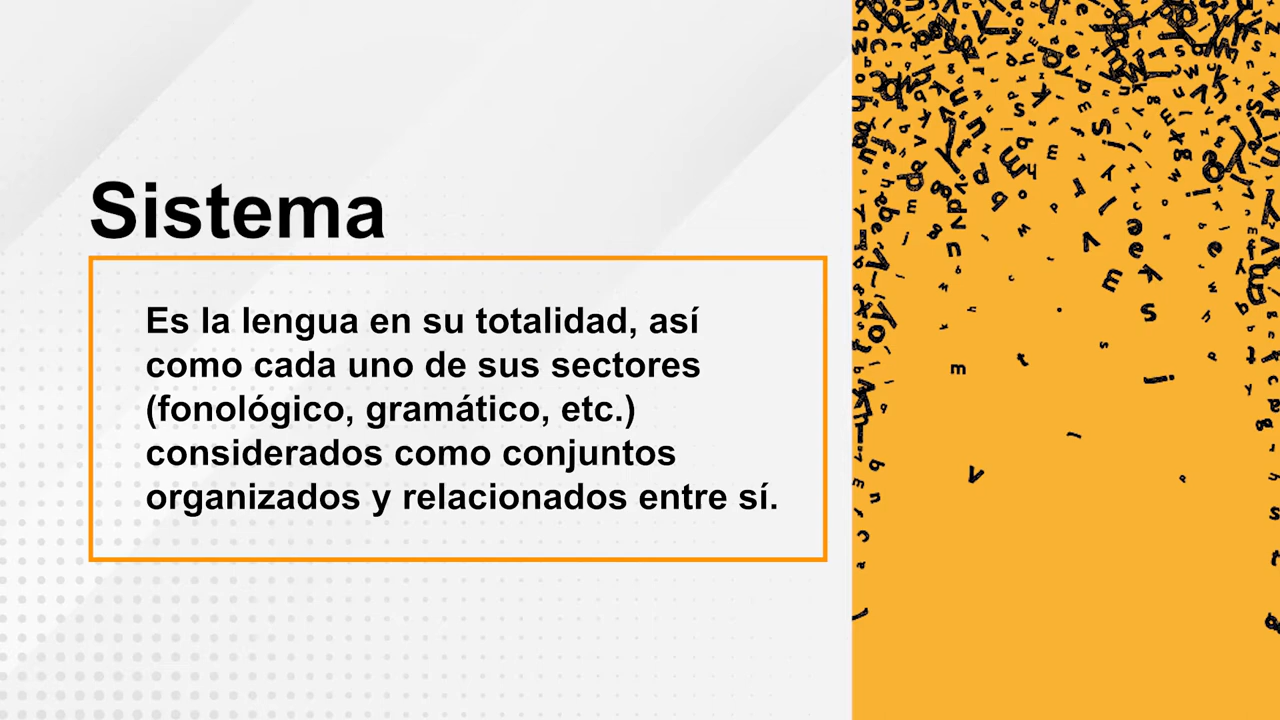 Sistema
Es la lengua en su totalidad, así
como cada uno de sus sectores
(fonológico, gramático, etc.)
considerados como conjuntos
organizados y relacionados entre sí.